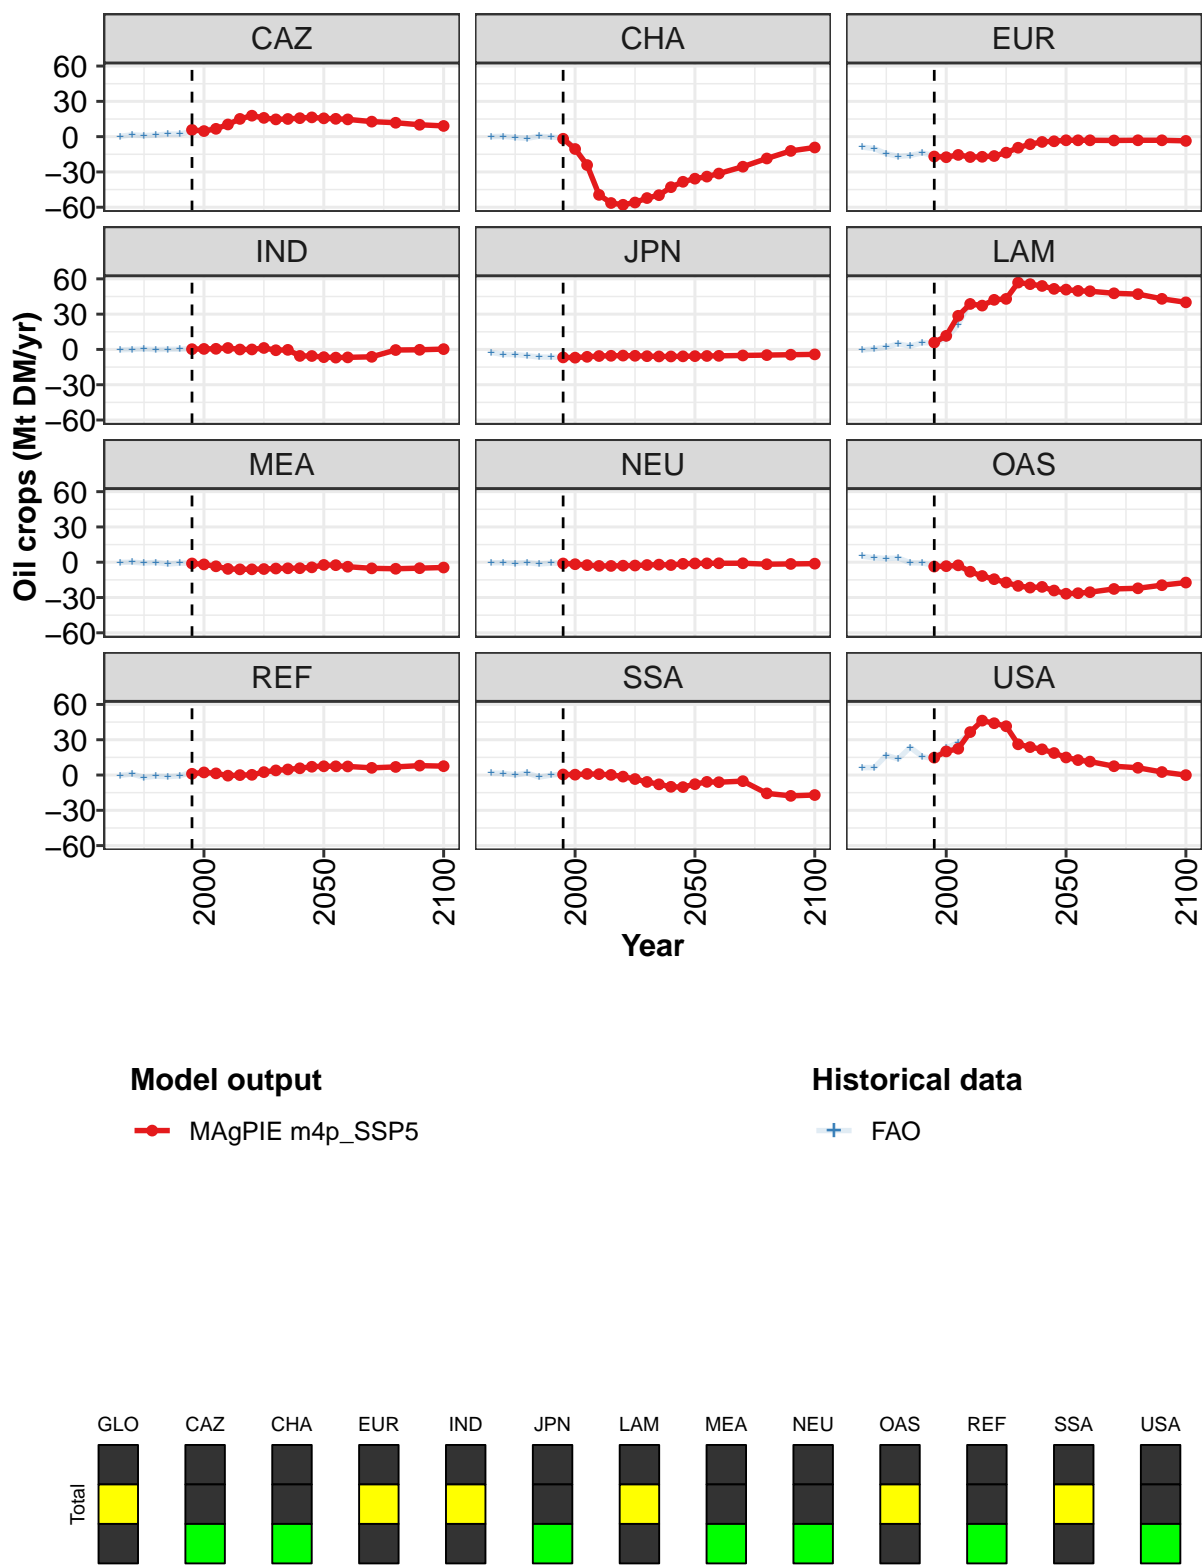 CAZ CHA EUR
60
30
0
−30
−60
IND JPN LAM
60
30
0
−30
−60
MEA NEU OAS
60
30
0
−30
−60
REF SSA USA
60
30
0
−30
−60
Oil crops (Mt DM/yr)
2000 2050 2100 2000 2050 2100 2000 2050 2100
Year
Model output
MAgPIE m4p_SSP5
Historical data
FAO
GLO CAZ CHA EUR IND JPN LAM MEA NEU OAS REF SSA USA
Total